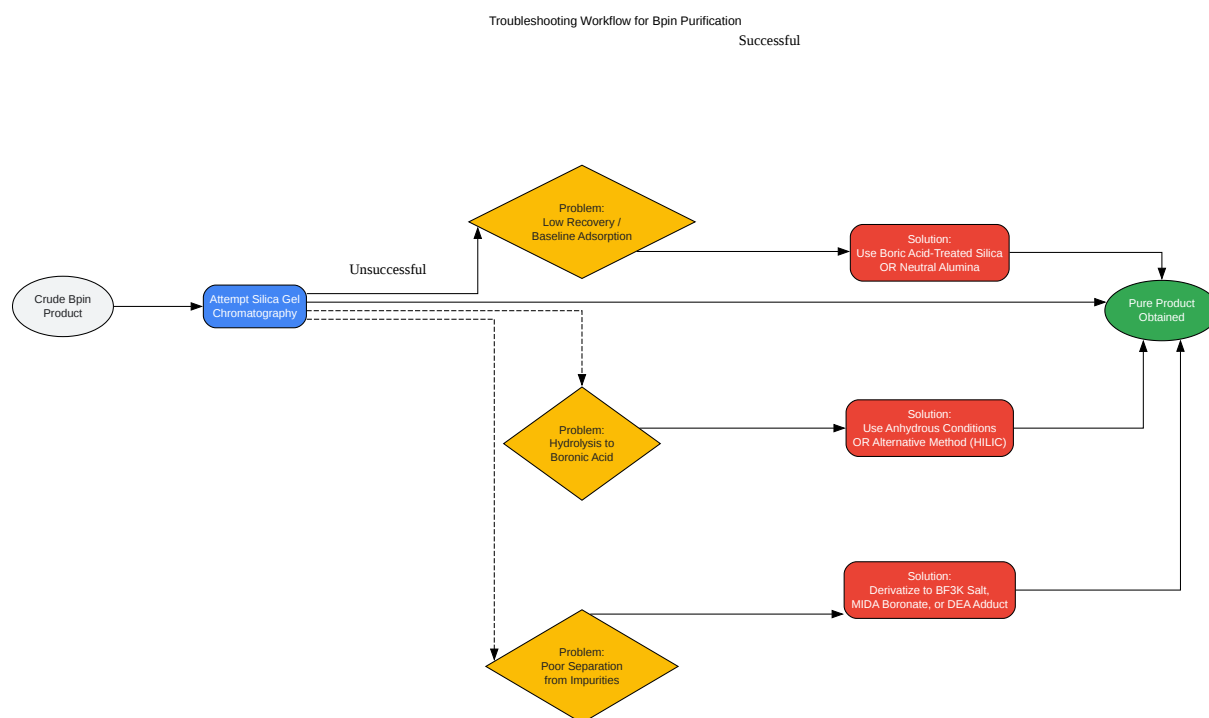 Troubleshooting Workflow for Bpin Purification
Successful
Problem:
Low Recovery /
Baseline Adsorption
Solution:
Use Boric Acid-Treated Silica
OR Neutral Alumina
Unsuccessful
Crude Bpin
Product
Attempt Silica Gel
Chromatography
Pure Product
Obtained
Problem:
Hydrolysis to
Boronic Acid
Solution:
Use Anhydrous Conditions
OR Alternative Method (HILIC)
Solution:
Derivatize to BF3K Salt,
MIDA Boronate, or DEA Adduct
Problem:
Poor Separation
from Impurities